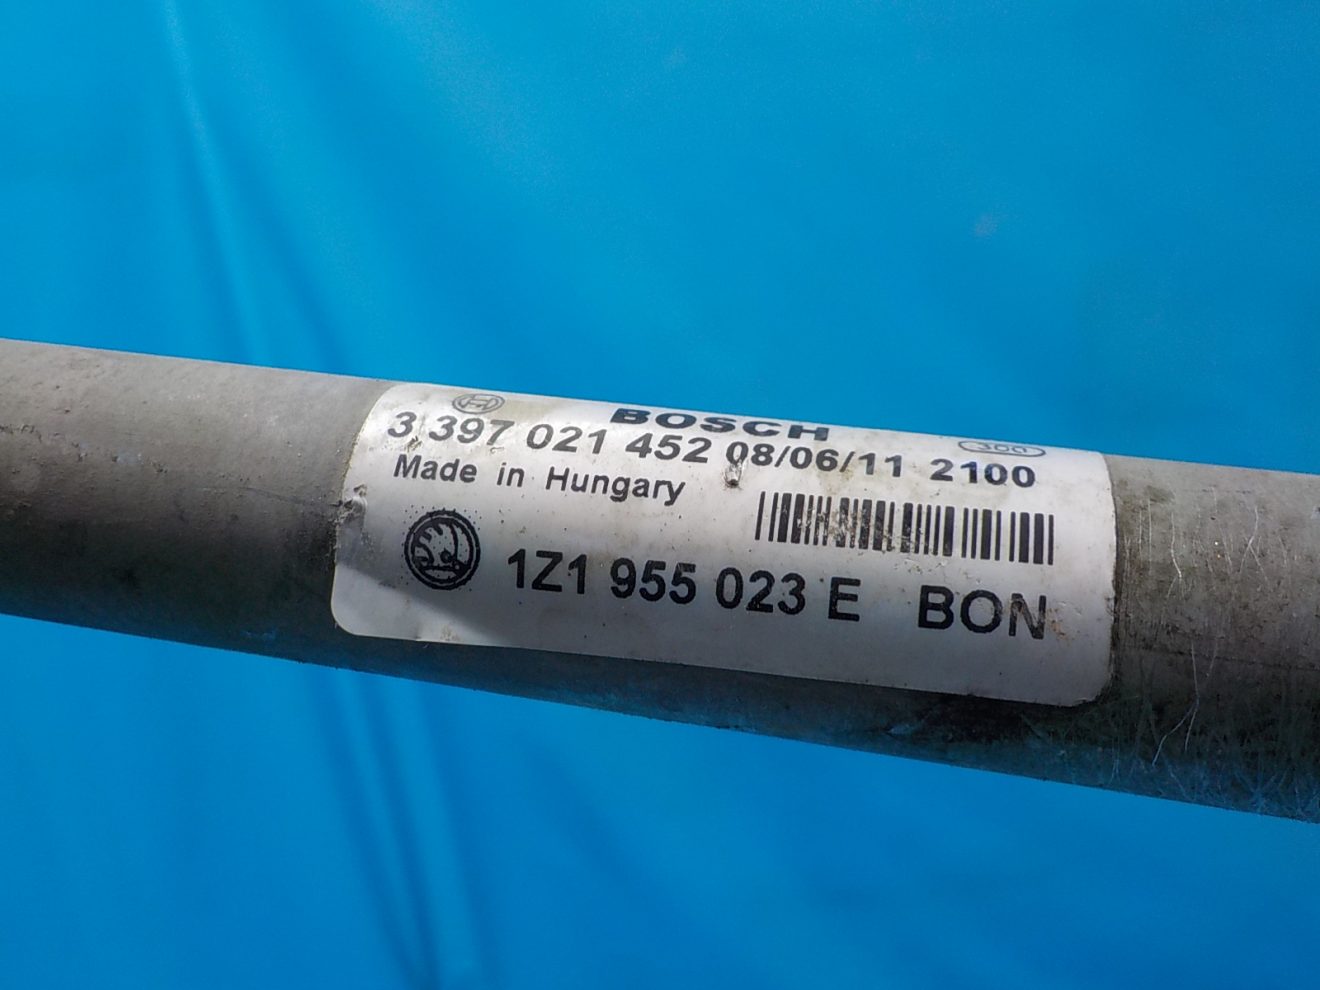 BOSCH
3 397 021 452 08/06/11 2100
Made in Hungary
1Z1 955 023 E BON